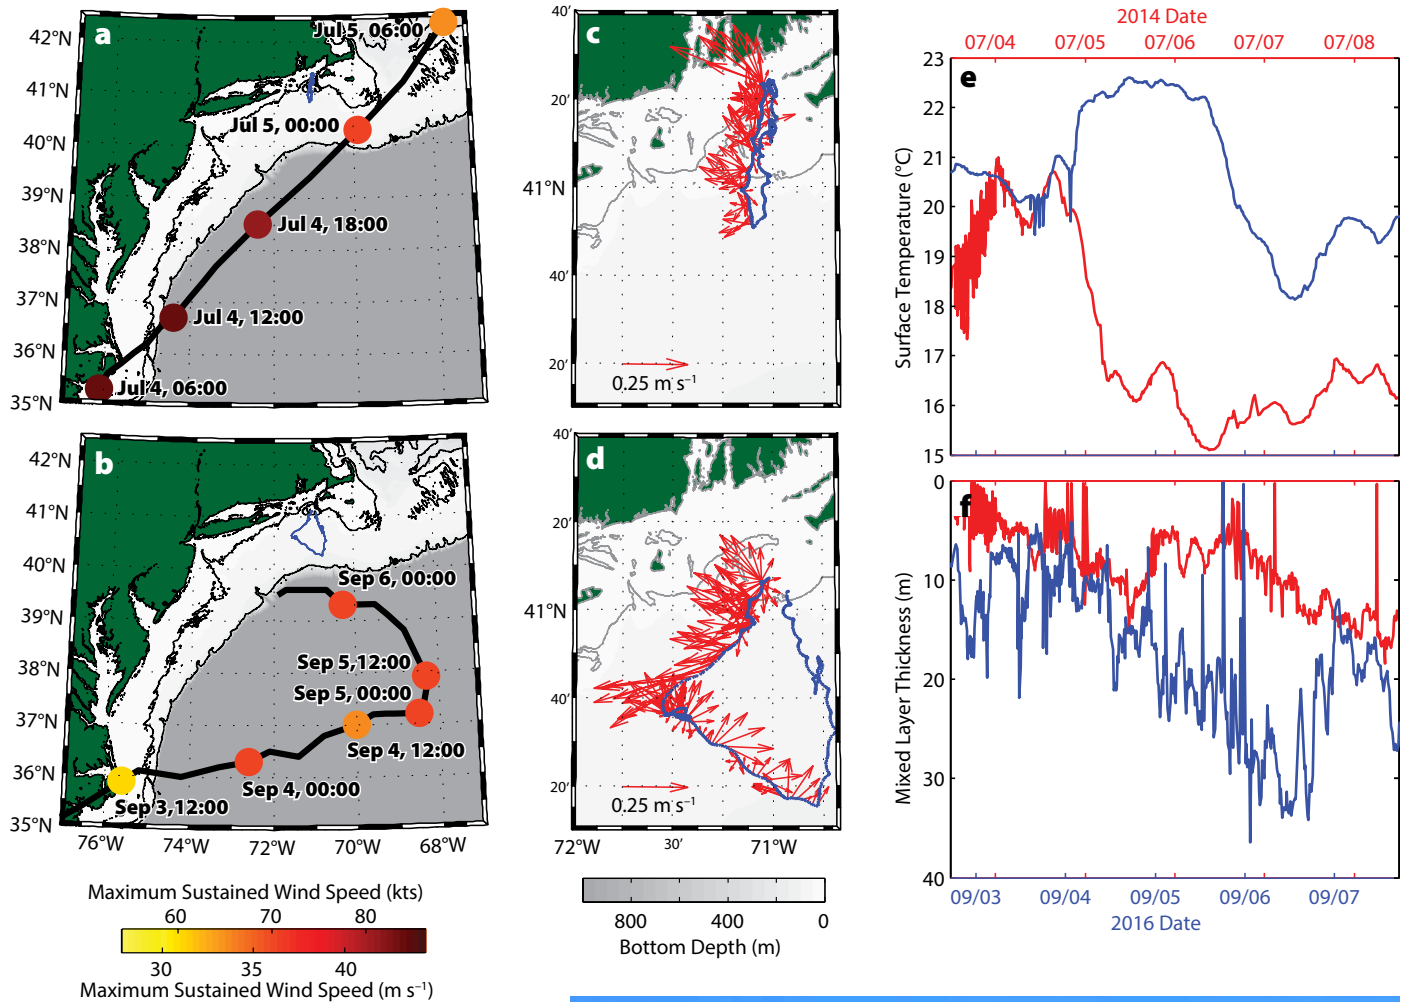 a
42°N
41°N
40°N
39°N
38°N
37°N
36°N
35°N
Jul 5, 06:00
Jul 5, 00:00
Jul 4, 18:00
Jul 4, 12:00
Jul 4, 06:00
b
42°N
41°N
40°N
39°N
38°N
37°N
36°N
35°N
Sep 6, 00:00
Sep 5,12:00
Sep 5, 00:00
Sep 4, 12:00
Sep 4, 00:00
Sep 3,12:00
76°W 74°W 72°W 70°W 68°W
Maximum Sustained Wind Speed (kts)
60 70 80
30 35 40
Maximum Sustained Wind Speed (m s⁻¹)
c
40′
20′
41°N
40′
20′
0.25 m s⁻¹
d
40′
20′
41°N
40′
20′
0.25 m s⁻¹
72°W 30′ 71°W
800 400 0
Bottom Depth (m)
2014 Date
07/04 07/05 07/06 07/07 07/08
e
23
22
21
20
19
18
17
16
15
Surface Temperature (°C)
f
0
10
20
30
40
Mixed Layer Thickness (m)
09/03 09/04 09/05 09/06 09/07
2016 Date